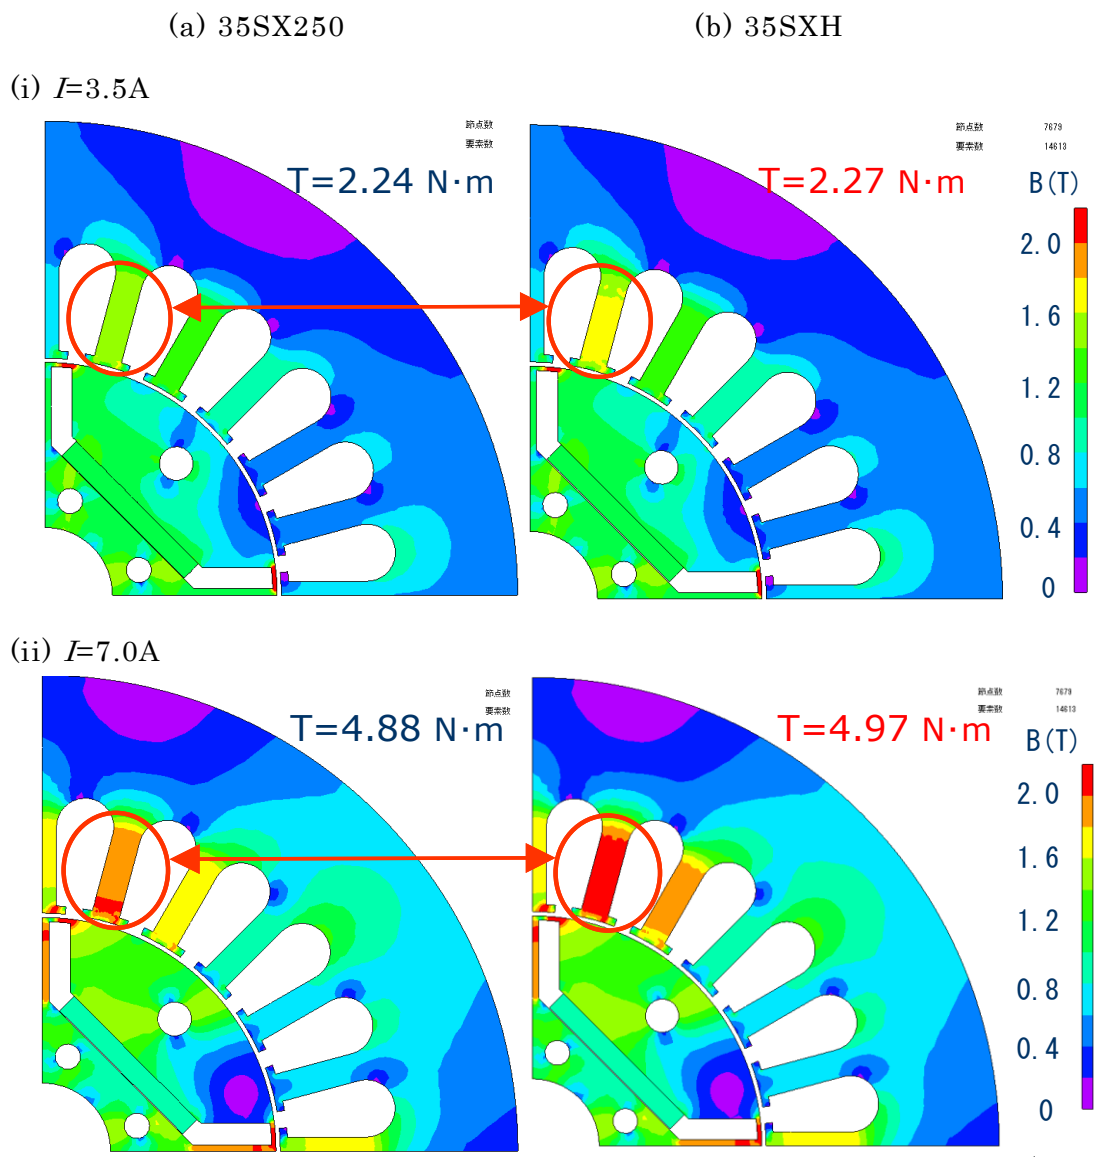 (a) 35SX250
(b) 35SXH
(i) I=3.5A
節点数
要素数
T=2.24 N·m
節点数 7679
要素数 14613
T=2.27 N·m
B(T)
2.0
1.6
1.2
0.8
0.4
0
(ii) I=7.0A
節点数
要素数
T=4.88 N·m
節点数 7679
要素数 14613
T=4.97 N·m
B(T)
2.0
1.6
1.2
0.8
0.4
0